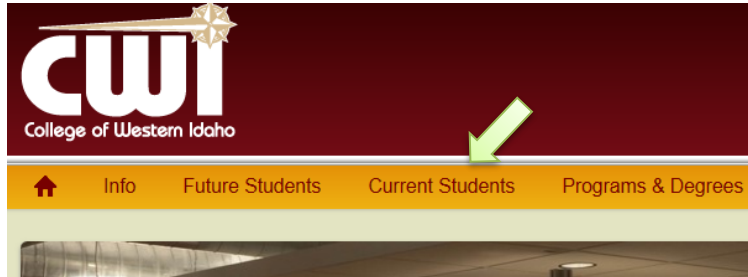 CWI
College of Western Idaho
Info Future Students Current Students Programs & Degrees